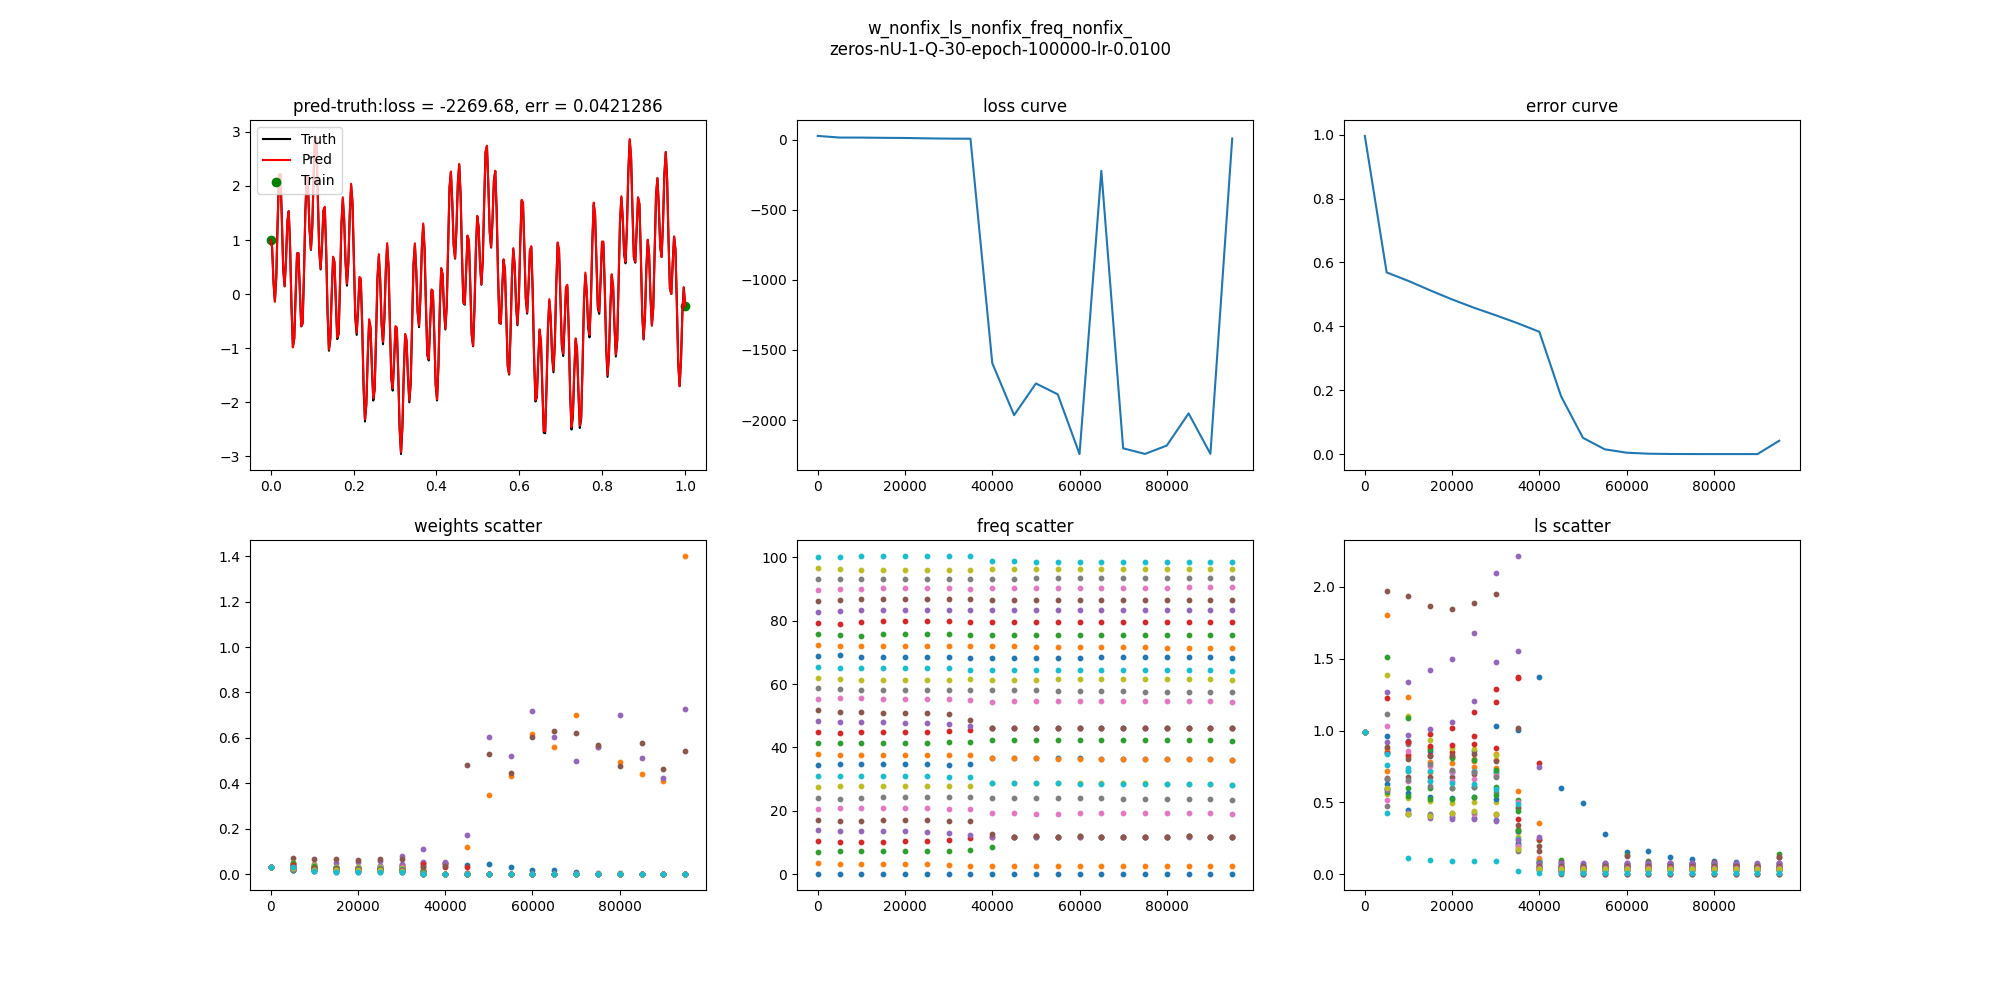 w_nonfix_ls_nonfix_freq_nonfix_
zeros-nU-1-Q-30-epoch-100000-lr-0.0100
pred-truth:loss = -2269.68, err = 0.0421286
Truth
Pred
Train
3
2
1
0
−1
−2
−3
0.0 0.2 0.4 0.6 0.8 1.0
loss curve
0
−500
−1000
−1500
−2000
0 20000 40000 60000 80000
error curve
1.0
0.8
0.6
0.4
0.2
0.0
0 20000 40000 60000 80000
weights scatter
1.4
1.2
1.0
0.8
0.6
0.4
0.2
0.0
0 20000 40000 60000 80000
freq scatter
100
80
60
40
20
0
0 20000 40000 60000 80000
ls scatter
2.0
1.5
1.0
0.5
0.0
0 20000 40000 60000 80000